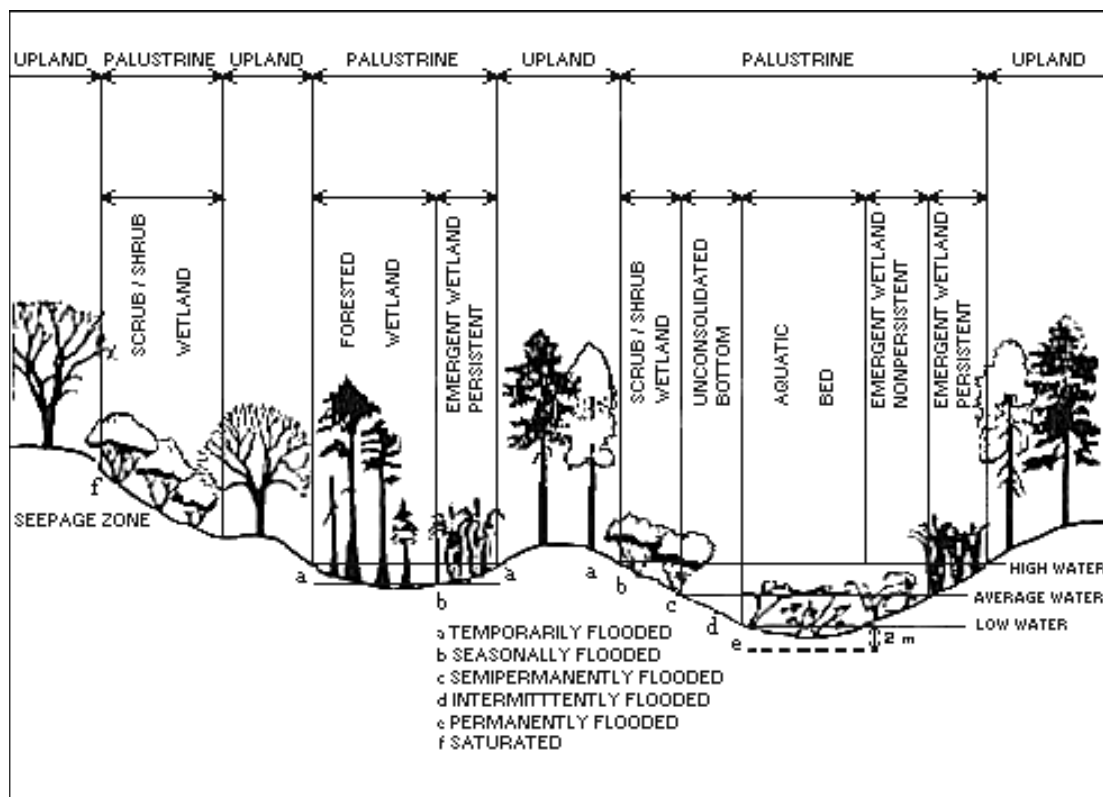 UPLAND PALUSTRINE UPLAND PALUSTRINE UPLAND PALUSTRINE UPLAND
SCRUB / SHRUB
WETLAND
FORESTED
WETLAND
EMERGENT WETLAND
PERSISTENT
SCRUB / SHRUB
WETLAND
UNCONSOLIDATED
BOTTOM
AQUATIC
BED
EMERGENT WETLAND
NONPERSISTENT
EMERGENT WETLAND
PERSISTENT
f
SEEPAGE ZONE
a
b
a
a
b
c
d
e
HIGH WATER
AVERAGE WATER
LOW WATER
2 m
a TEMPORARILY FLOODED
b SEASONALLY FLOODED
c SEMIPERMANENTLY FLOODED
d INTERMITTTENTLY FLOODED
e PERMANENTLY FLOODED
f SATURATED